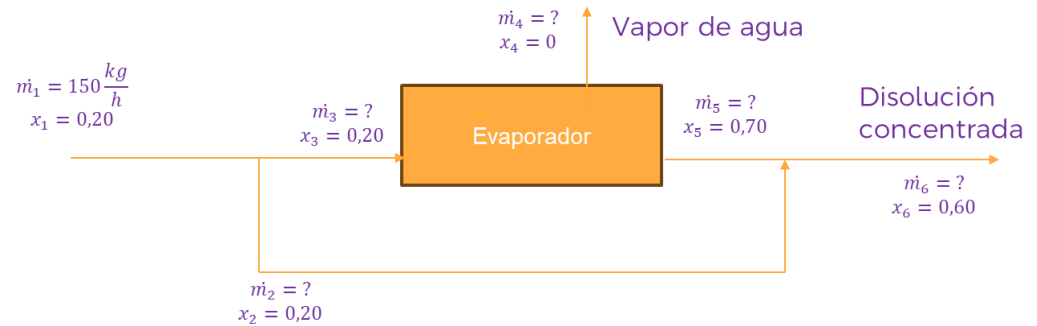 ṁ₄ = ?
x₄ = 0
Vapor de agua
ṁ₁ = 150 kg/h
x₁ = 0,20
ṁ₃ = ?
x₃ = 0,20
Evaporador
ṁ₅ = ?
x₅ = 0,70
Disolución
concentrada
ṁ₆ = ?
x₆ = 0,60
ṁ₂ = ?
x₂ = 0,20